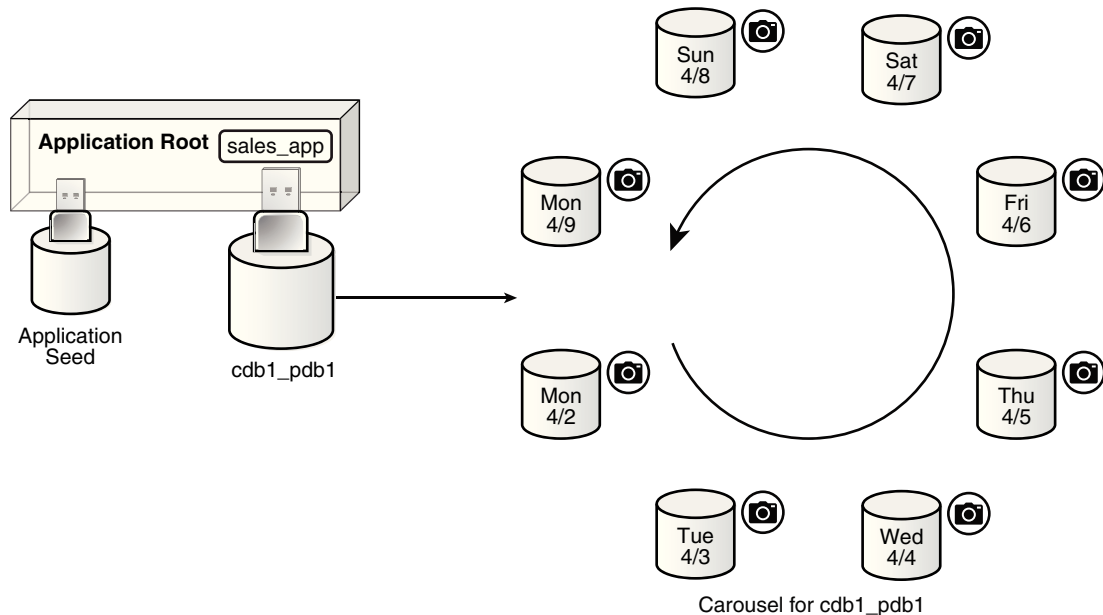 Application Root
sales_app
Application
Seed
cdb1_pdb1
Sun
4/8
Sat
4/7
Mon
4/9
Fri
4/6
Mon
4/2
Thu
4/5
Tue
4/3
Wed
4/4
Carousel for cdb1_pdb1